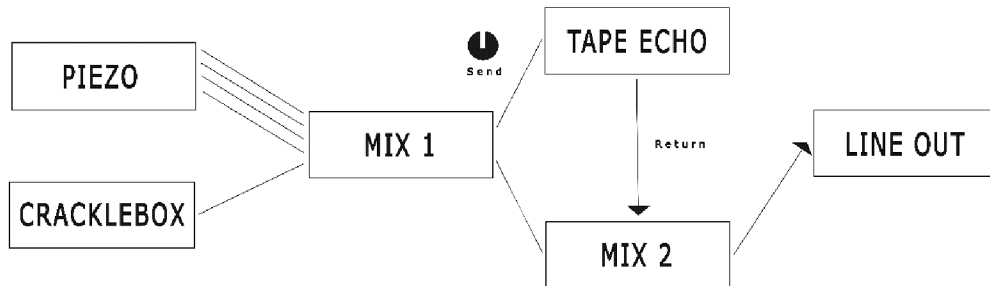 PIEZO
CRACKLEBOX
MIX 1
Send
TAPE ECHO
Return
MIX 2
LINE OUT